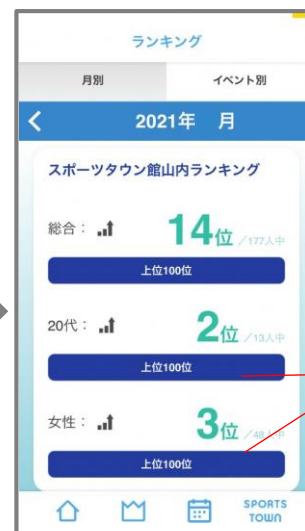 ランキング
月別 イベント別
2021年 月
スポーツタウン館山内ランキング
総合: 14位 /177人中
上位100位
20代: 2位 /13人中
上位100位
女性: 3位 /48人中
上位100位
SPORTS
TOWN